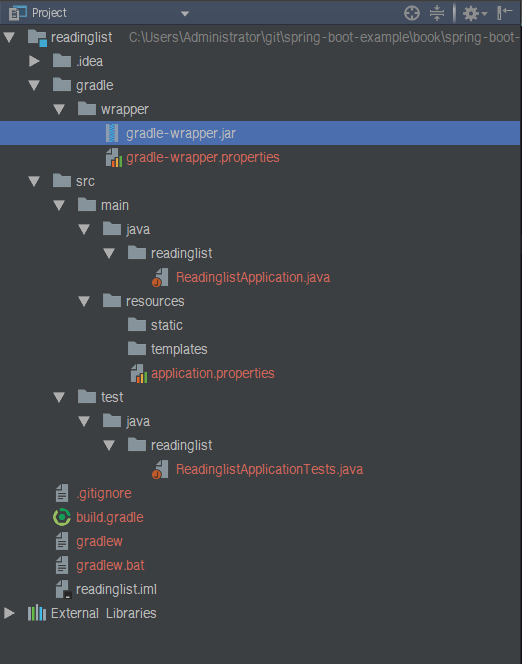 Project
readinglist C:\Users\Administrator\git\spring-boot-example\book\spring-boot-
.idea
gradle
wrapper
gradle-wrapper.jar
gradle-wrapper.properties
src
main
java
readinglist
ReadinglistApplication.java
resources
static
templates
application.properties
test
java
readinglist
ReadinglistApplicationTests.java
.gitignore
build.gradle
gradlew
gradlew.bat
readinglist.iml
External Libraries